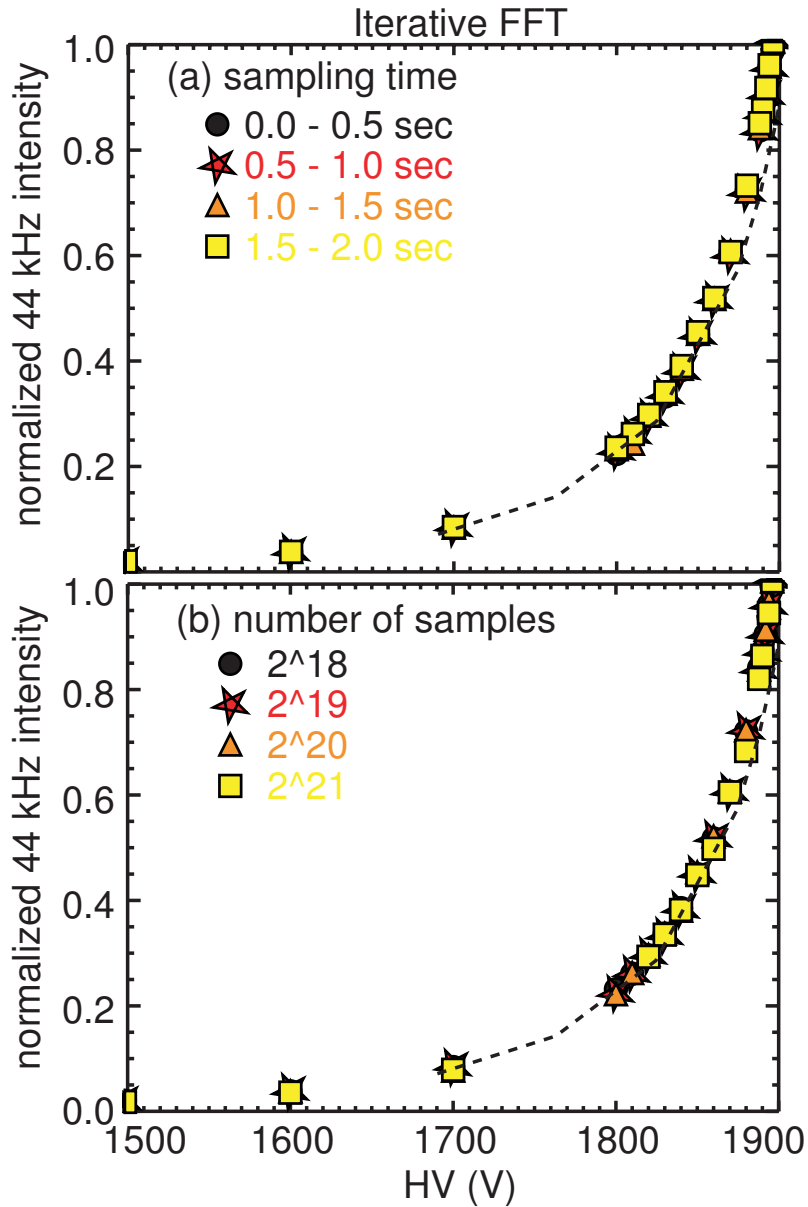 Iterative FFT
(a) sampling time
0.0 - 0.5 sec
0.5 - 1.0 sec
1.0 - 1.5 sec
1.5 - 2.0 sec
normalized 44 kHz intensity
1.0
0.8
0.6
0.4
0.2
(b) number of samples
2^18
2^19
2^20
2^21
normalized 44 kHz intensity
1.0
0.8
0.6
0.4
0.2
0.0
1500 1600 1700 1800 1900
HV (V)